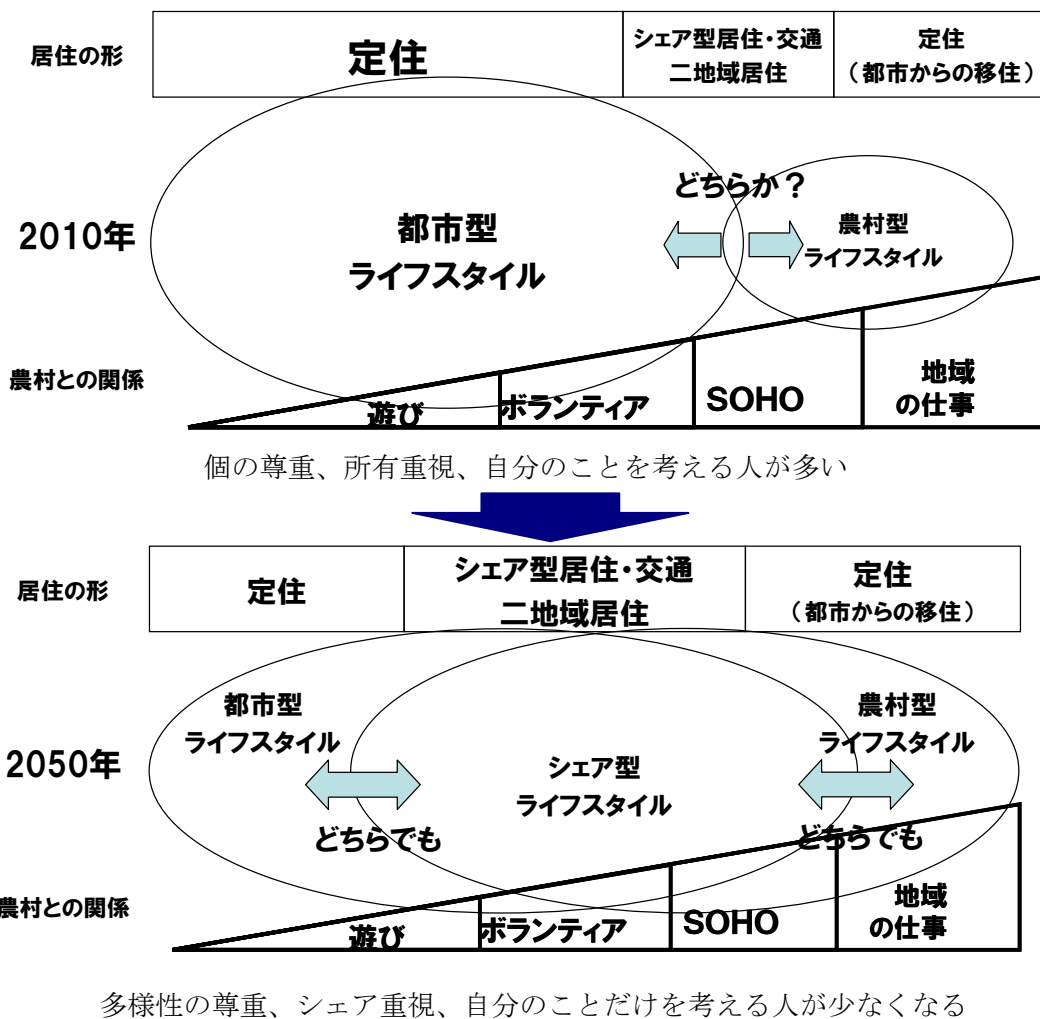 居住の形
定住
シェア型居住・交通
二地域居住
定住
（都市からの移住）
どちらか？
2010年
都市型
ライフスタイル
農村型
ライフスタイル
農村との関係
遊び
ボランティア
SOHO
地域
の仕事
個の尊重、所有重視、自分のことを考える人が多い
居住の形
定住
シェア型居住・交通
二地域居住
定住
（都市からの移住）
2050年
都市型
ライフスタイル
シェア型
ライフスタイル
農村型
ライフスタイル
どちらでも
どちらでも
農村との関係
遊び
ボランティア
SOHO
地域
の仕事
多様性の尊重、シェア重視、自分のことだけを考える人が少なくなる